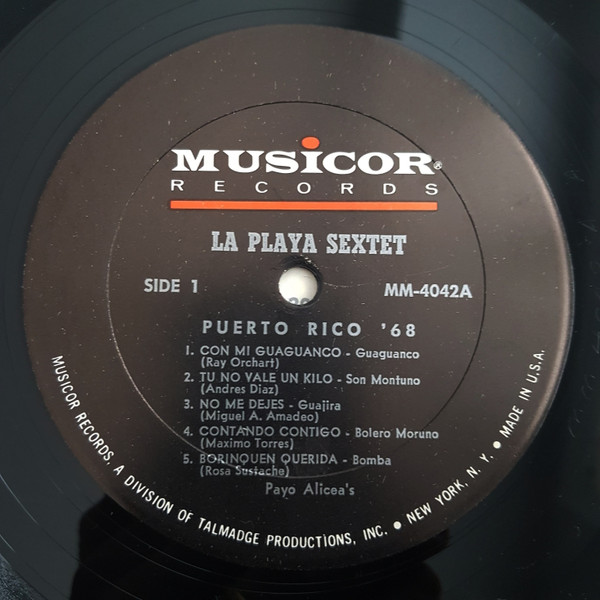 MUSICOR®
RECORDS
LA PLAYA SEXTET
SIDE 1
MM-4042A
PUERTO RICO '68
1. CON MI GUAGUANCO - Guaguanco
(Ray Orchart)
2. TU NO VALE UN KILO - Son Montuno
(Andres Diaz)
3. NO ME DEJES - Guajira
(Miguel A. Amadeo)
4. CONTANDO CONTIGO - Bolero Moruno
(Maximo Torres)
5. BORINQUEN QUERIDA - Bomba
(Rosa Sustache)
Payo Alicea's
MUSICOR RECORDS, A DIVISION OF TALMADGE PRODUCTIONS, INC. ● NEW YORK, N. Y. ● MADE IN U.S.A.